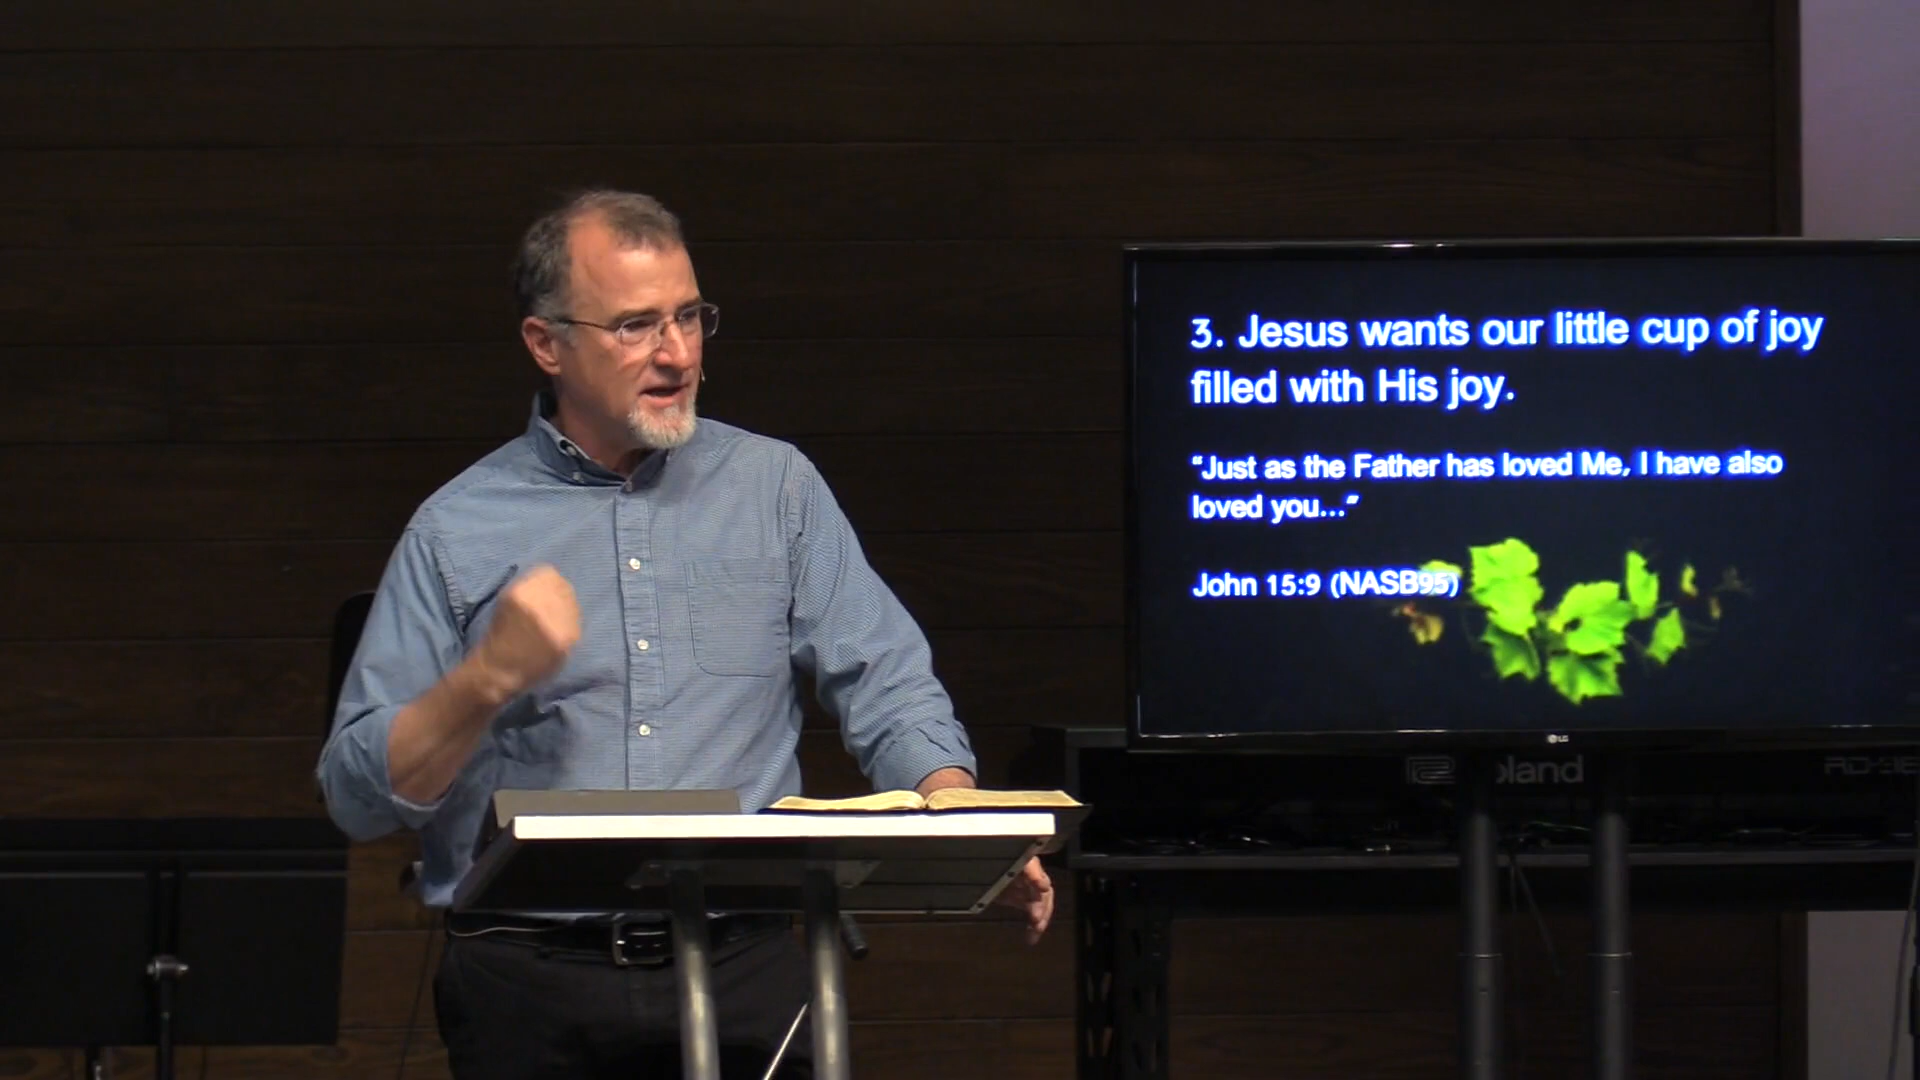 3. Jesus wants our little cup of joy
filled with His joy.
“Just as the Father has loved Me, I have also
loved you...”
John 15:9 (NASB95)
LG
Roland